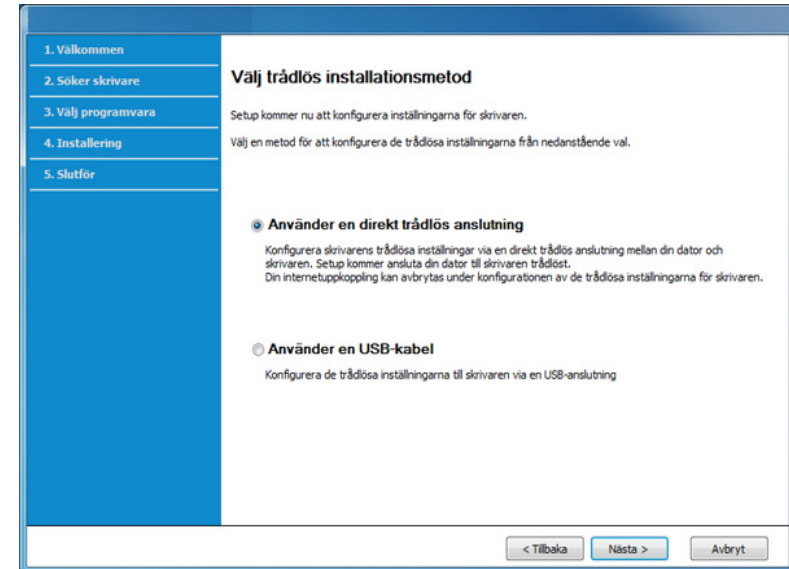 1. Välkommen
2. Söker skrivare
3. Välj programvara
4. Installering
5. Slutför
Välj trådlös installationsmetod
Setup kommer nu att konfigurera inställningarna för skrivaren.
Välj en metod för att konfigurera de trådlösa inställningarna från nedanstående val.
Använder en direkt trådlös anslutning
Konfigurera skrivarens trådlösa inställningar via en direkt trådlös anslutning mellan din dator och
skrivaren. Setup kommer ansluta din dator till skrivaren trådlöst.
Din internetuppkoppling kan avbrytas under konfigurationen av de trådlösa inställningarna för skrivaren.
Använder en USB-kabel
Konfigurera de trådlösa inställningarna till skrivaren via en USB-anslutning
< Tillbaka
Nästa >
Avbryt